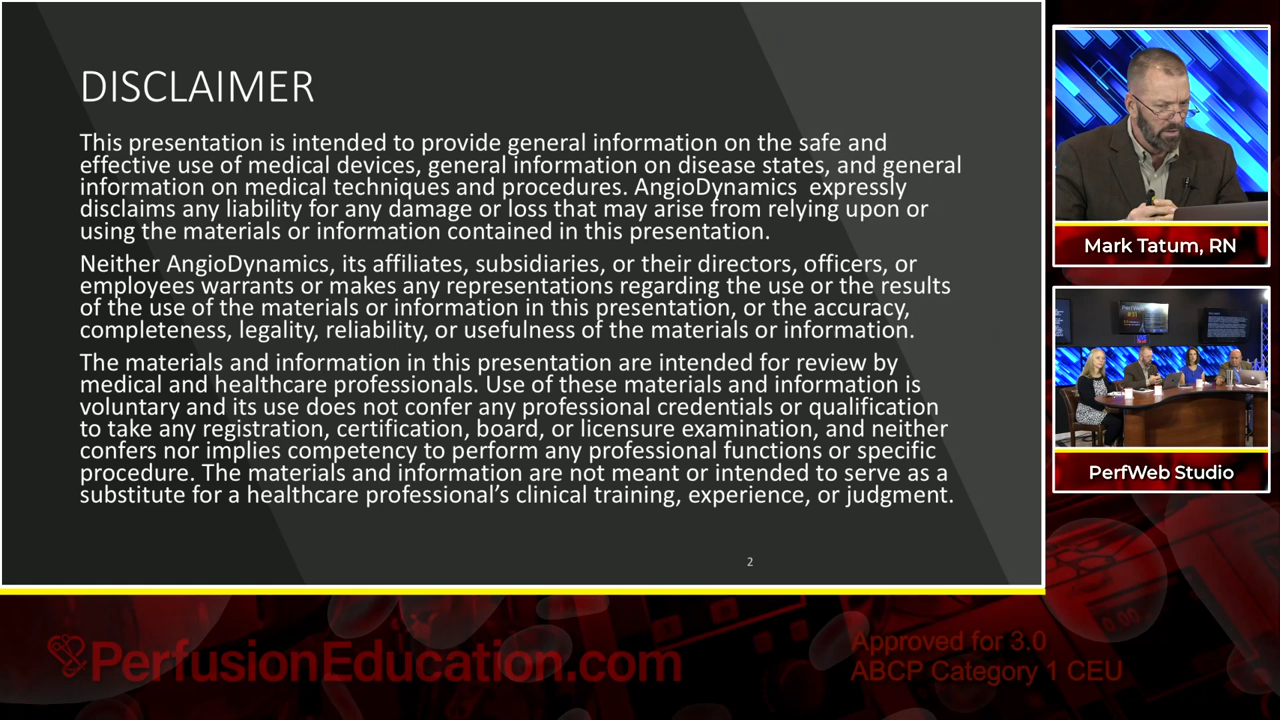 DISCLAIMER
This presentation is intended to provide general information on the safe and
effective use of medical devices, general information on disease states, and general
information on medical techniques and procedures. AngioDynamics expressly
disclaims any liability for any damage or loss that may arise from relying upon or
using the materials or information contained in this presentation.
Neither AngioDynamics, its affiliates, subsidiaries, or their directors, officers, or
employees warrants or makes any representations regarding the use or the results
of the use of the materials or information in this presentation, or the accuracy,
completeness, legality, reliability, or usefulness of the materials or information.
The materials and information in this presentation are intended for review by
medical and healthcare professionals. Use of these materials and information is
voluntary and its use does not confer any professional credentials or qualification
to take any registration, certification, board, or licensure examination, and neither
confers nor implies competency to perform any professional functions or specific
procedure. The materials and information are not meant or intended to serve as a
substitute for a healthcare professional’s clinical training, experience, or judgment.
2
Mark Tatum, RN
PerfWeb Studio
PerfusionEducation.com
Approved for 3.0
ABCP Category 1 CEU
0.00